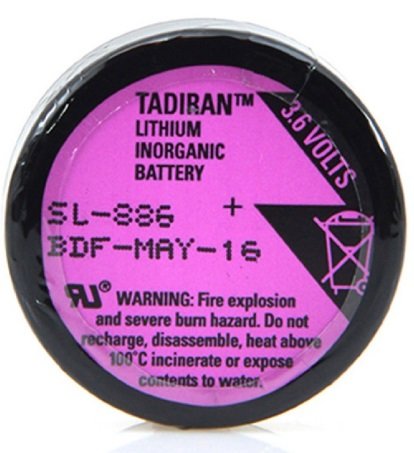 TADIRAN™
LITHIUM
INORGANIC
BATTERY
3.6 VOLTS
SL-886 +
BDF-MAY-16
RU® WARNING: Fire explosion
and severe burn hazard. Do not
recharge, disassemble, heat above
100°C incinerate or expose
contents to water.